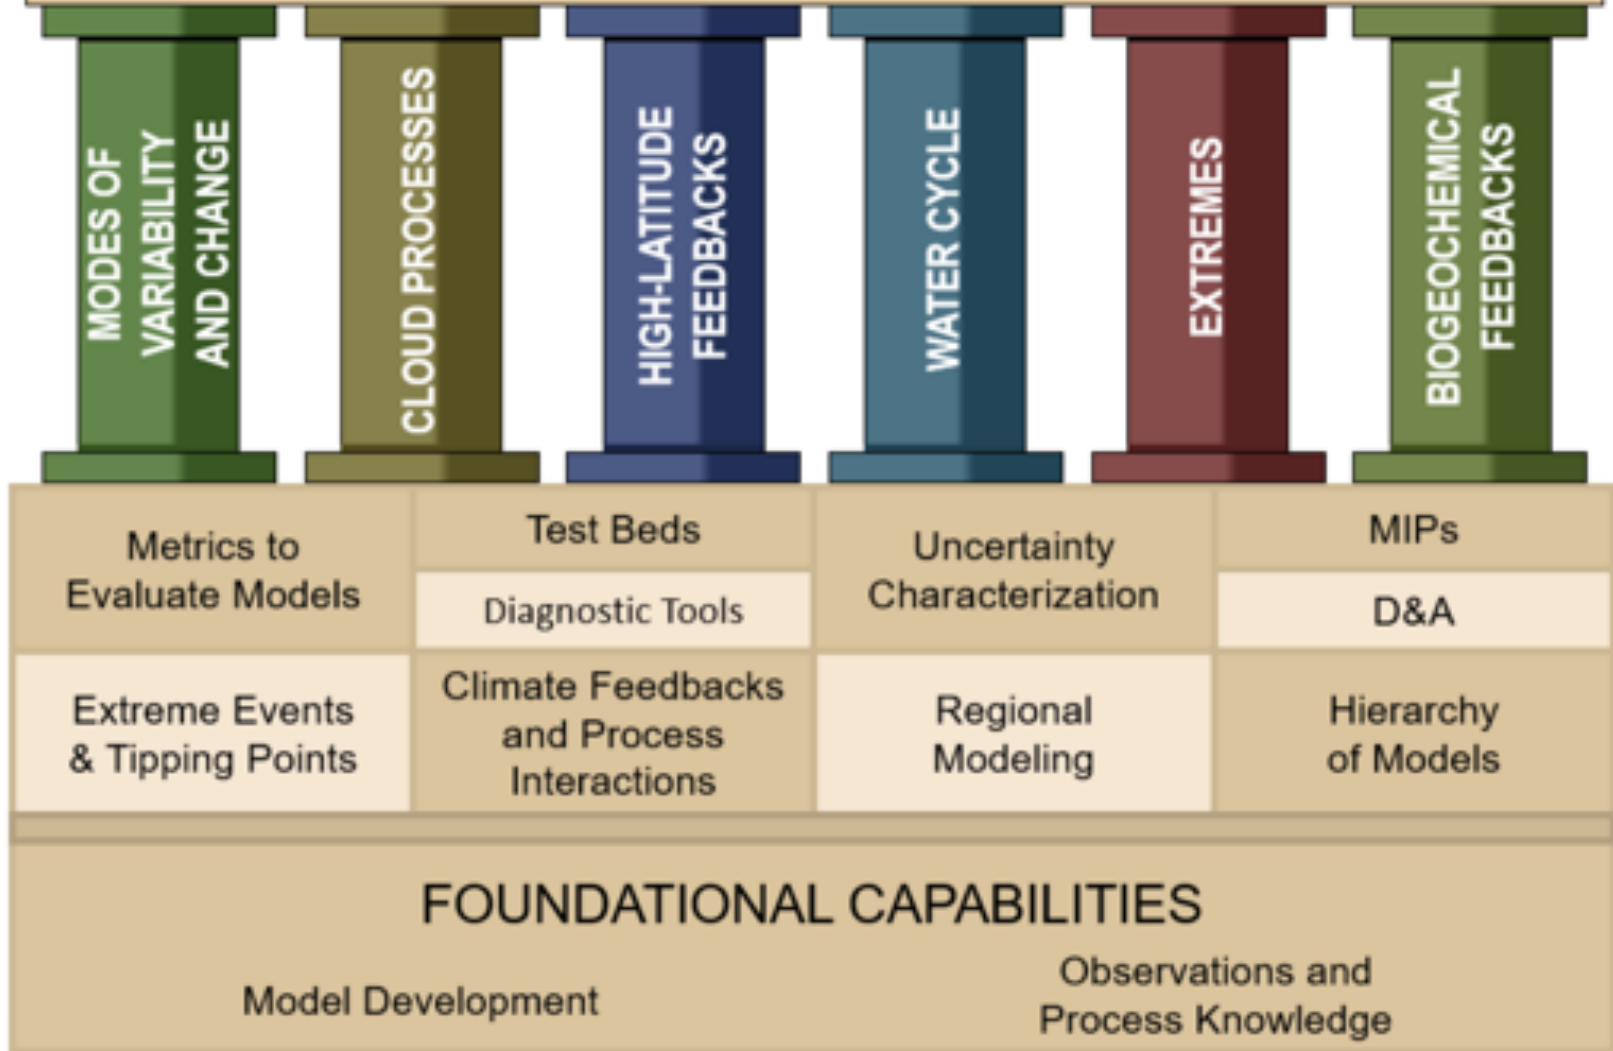 MODES OF
VARIABILITY
AND CHANGE
CLOUD PROCESSES
HIGH-LATITUDE
FEEDBACKS
WATER CYCLE
EXTREMES
BIOGEOCHEMICAL
FEEDBACKS
Metrics to
Evaluate Models
Test Beds
Diagnostic Tools
Uncertainty
Characterization
MIPs
D&A
Extreme Events
& Tipping Points
Climate Feedbacks
and Process
Interactions
Regional
Modeling
Hierarchy
of Models
FOUNDATIONAL CAPABILITIES
Model Development
Observations and
Process Knowledge